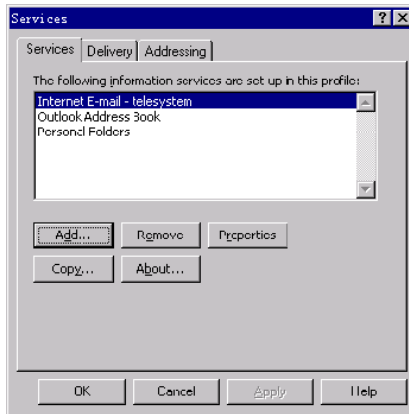 Services
Services Delivery Addressing
The following information services are set up in this profile:
Internet E-mail - telesystem
Outlook Address Book
Personal Folders
Add... Remove Properties
Copy... About...
OK Cancel Apply Help